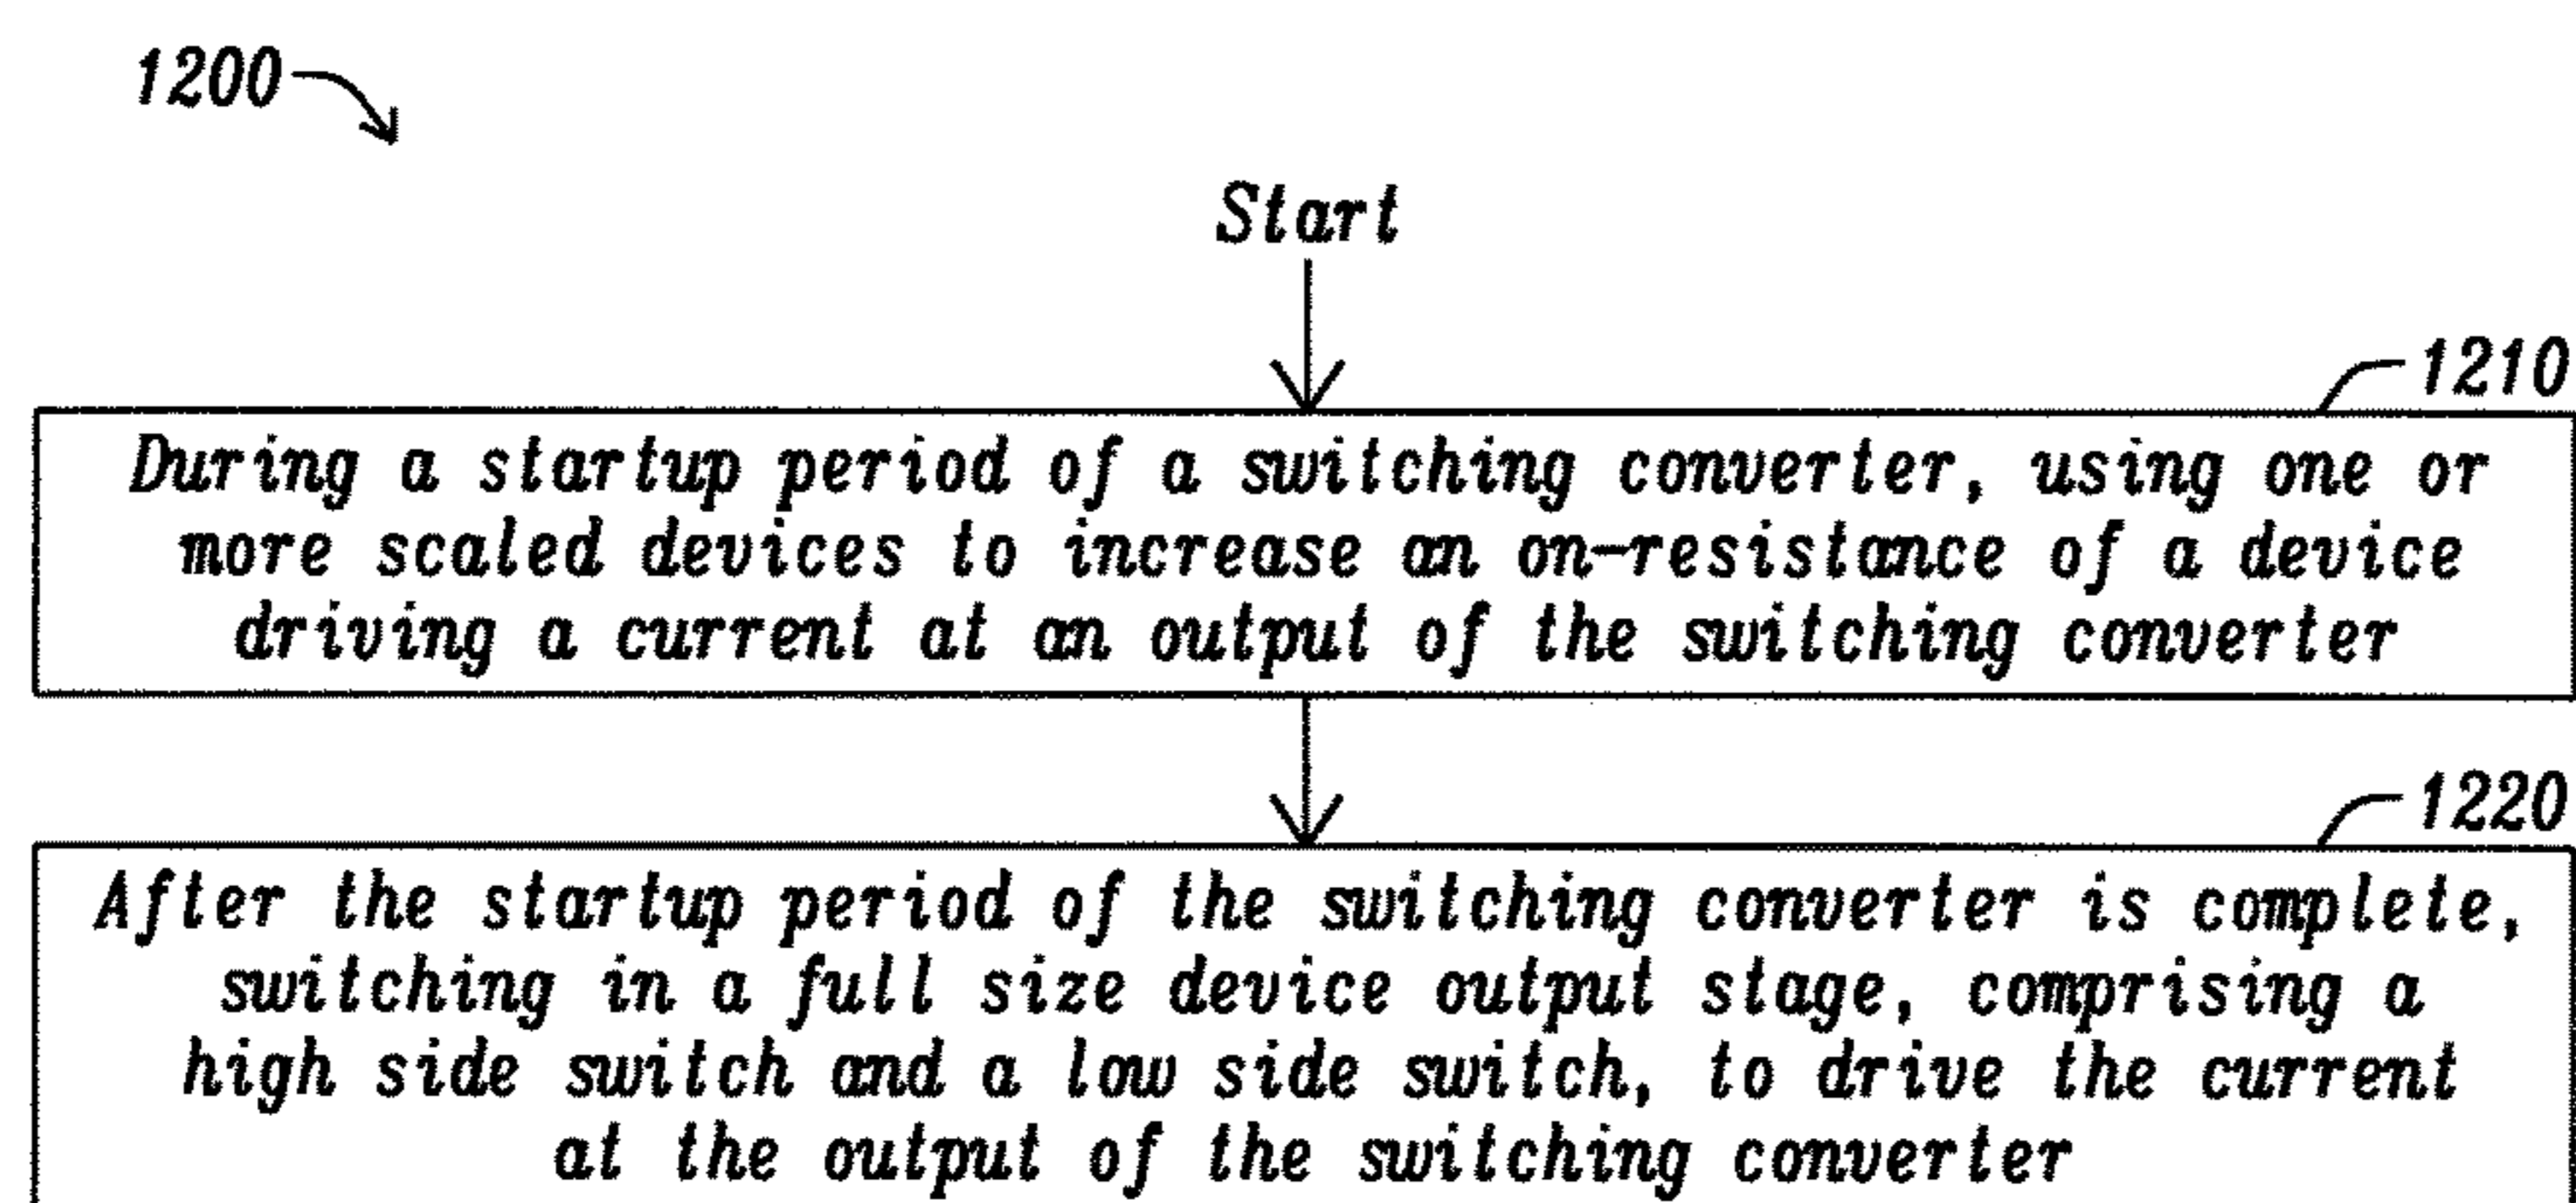 1200
Start
1210
During a startup period of a switching converter, using one or
more scaled devices to increase an on-resistance of a device
driving a current at an output of the switching converter
1220
After the startup period of the switching converter is complete,
switching in a full size device output stage, comprising a
high side switch and a low side switch, to drive the current
at the output of the switching converter